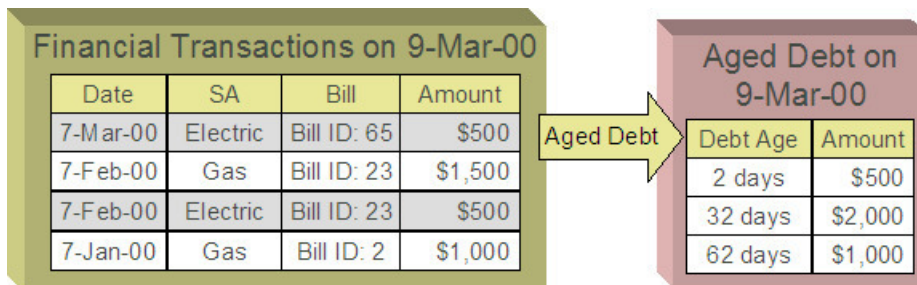 Financial Transactions on 9-Mar-00
Date SA Bill Amount
7-Mar-00 Electric Bill ID: 65 $500
7-Feb-00 Gas Bill ID: 23 $1,500
7-Feb-00 Electric Bill ID: 23 $500
7-Jan-00 Gas Bill ID: 2 $1,000
Aged Debt
Aged Debt on
9-Mar-00
Debt Age Amount
2 days $500
32 days $2,000
62 days $1,000